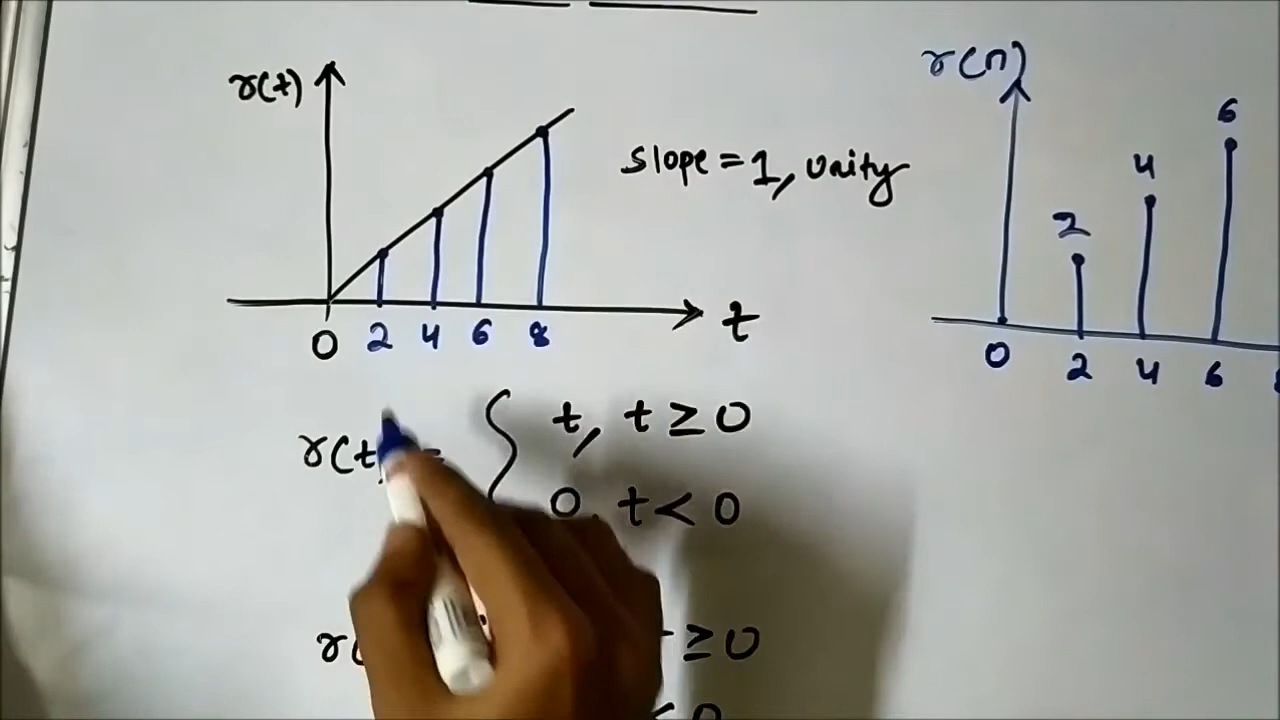 r(t)
slope = 1, unity
t
0 2 4 6 8
r(n)
2 4 6
0 2 4 6
t, t ≥ 0
r(t) =
0, t < 0
r( ≥ 0
< 0